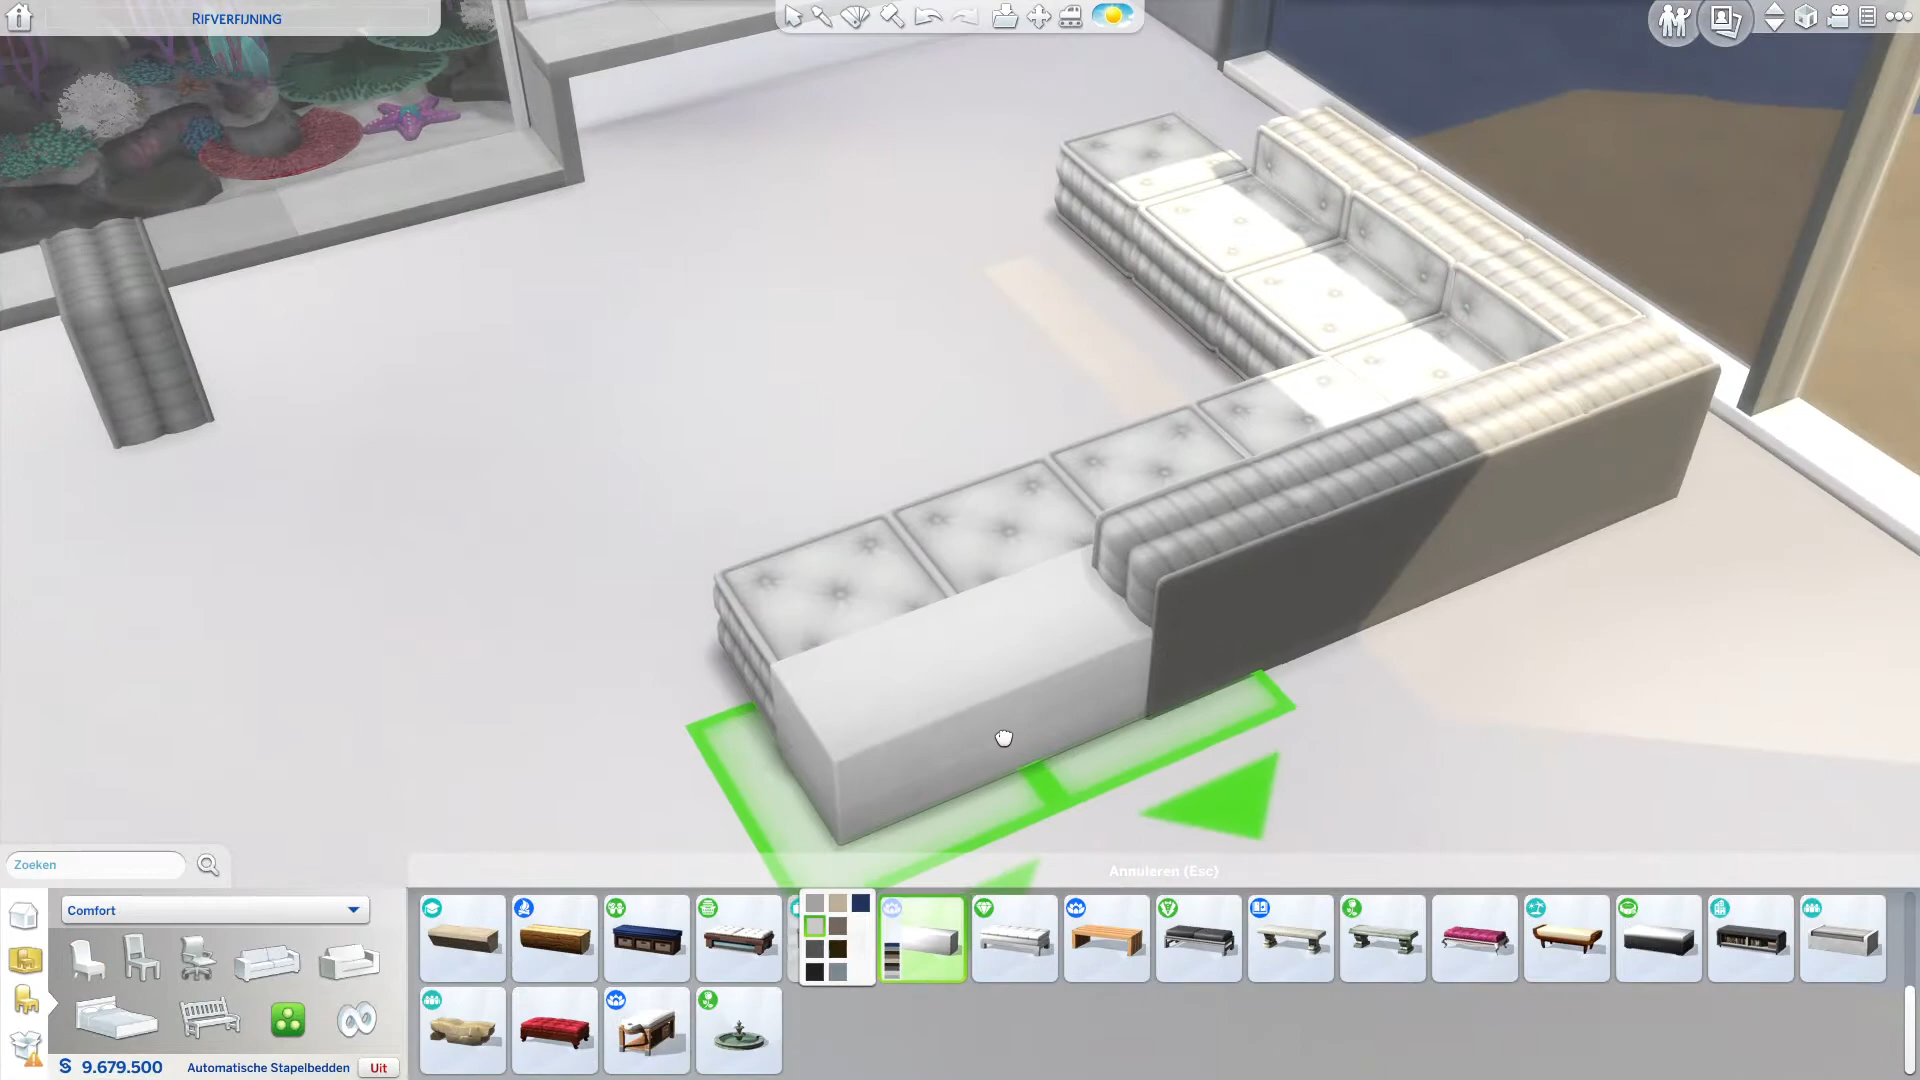 RIFVERFIJNING
Annuleren (Esc)
Zoeken
Comfort
S 9.679.500
Automatische Stapelbedden
Uit